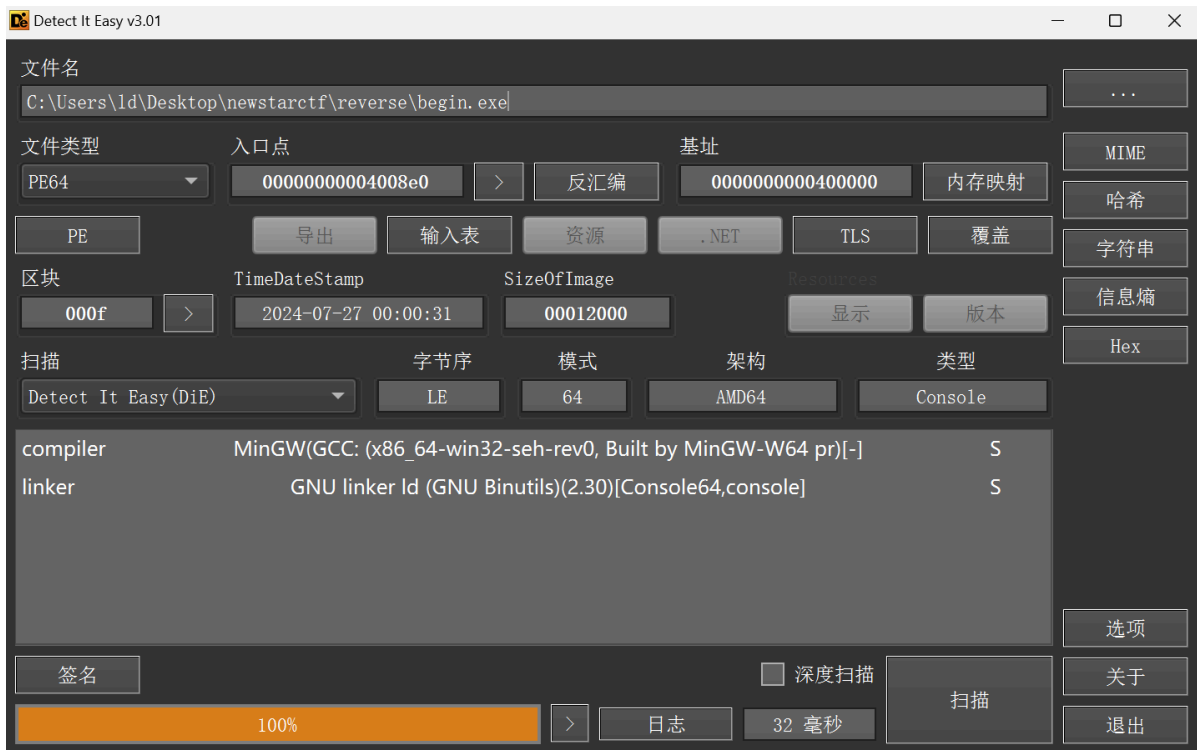 Detect It Easy v3.01
文件名
C:\Users\ld\Desktop\newstarctf\reverse\begin.exe
...
文件类型 入口点 基址
PE64 00000000004008e0 > 反汇编 0000000000400000 内存映射 MIME
哈希
PE 导出 输入表 资源 .NET TLS 覆盖 字符串
区块 TimeDateStamp SizeOfImage Resources
000f > 2024-07-27 00:00:31 00012000 显示 版本 信息熵
Hex
扫描 字节序 模式 架构 类型
Detect It Easy(DiE) LE 64 AMD64 Console
compiler MinGW(GCC: (x86_64-win32-seh-rev0, Built by MinGW-W64 pr)[-] S
linker GNU linker ld (GNU Binutils)(2.30)[Console64,console] S
选项
签名 深度扫描 扫描 关于
100% > 日志 32 毫秒 退出